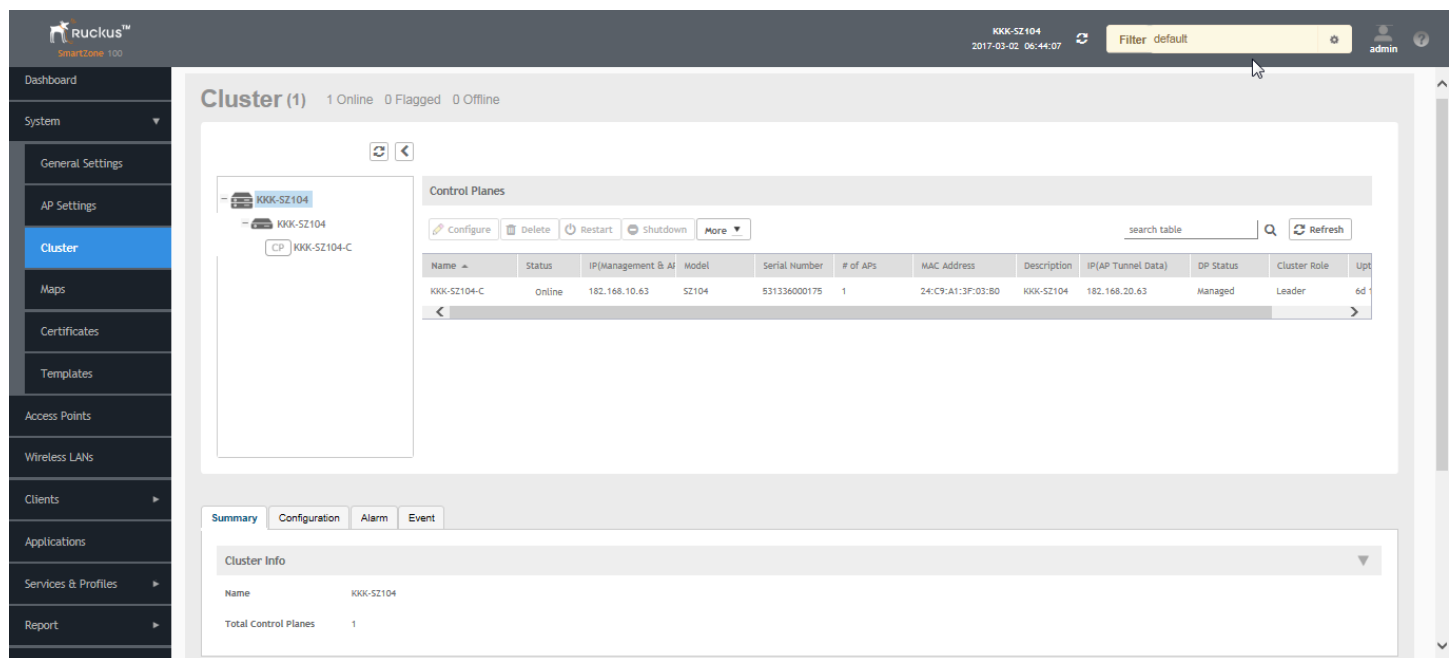 Ruckus™
SmartZone 100
KKK-SZ104
2017-03-02 06:44:07
Filter default
admin
?
Dashboard
System
General Settings
AP Settings
Cluster
Maps
Certificates
Templates
Access Points
Wireless LANs
Clients
Applications
Services & Profiles
Report
Cluster (1) 1 Online 0 Flagged 0 Offline
KKK-SZ104
KKK-SZ104
CP KKK-SZ104-C
Control Planes
Configure Delete Restart Shutdown More search table Refresh
Name Status IP(Management & AP Model Serial Number # of APs MAC Address Description IP(AP Tunnel Data) DP Status Cluster Role Upt
KKK-SZ104-C Online 182.168.10.63 SZ104 531336000175 1 24:C9:A1:3F:03:B0 KKK-SZ104 182.168.20.63 Managed Leader 6d
Summary Configuration Alarm Event
Cluster Info
Name KKK-SZ104
Total Control Planes 1